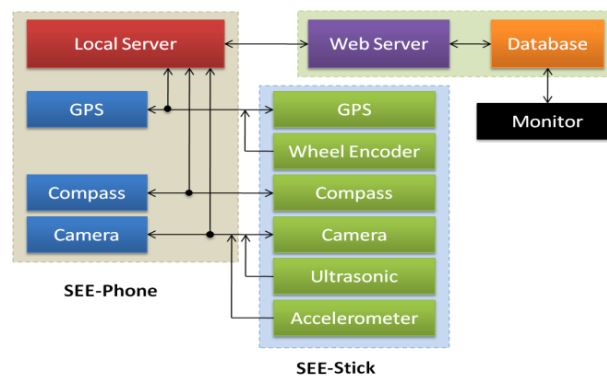 Local Server
Web Server
Database
GPS
GPS
Monitor
Wheel Encoder
Compass
Compass
Camera
Camera
Ultrasonic
SEE-Phone
Accelerometer
SEE-Stick